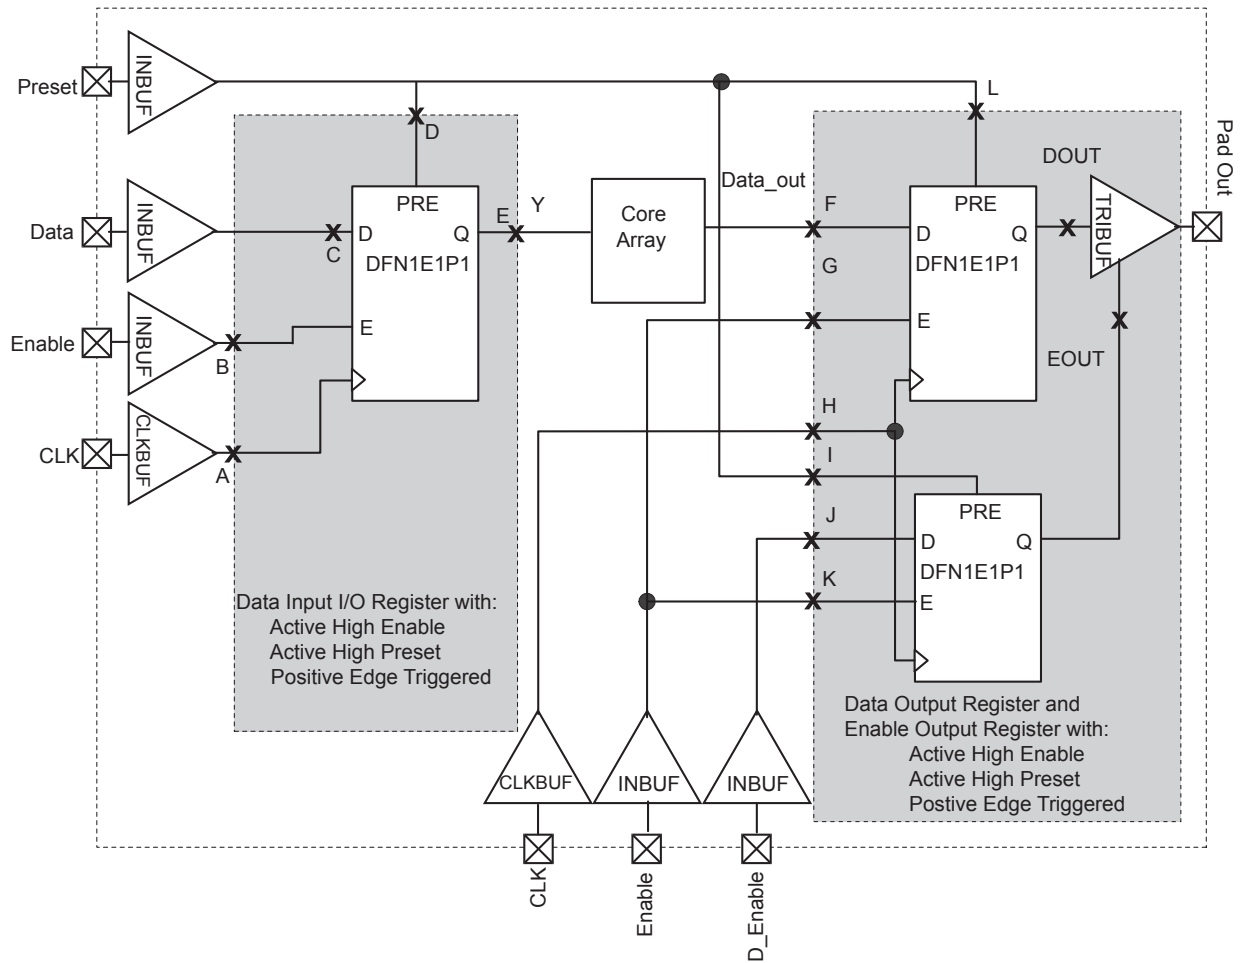 Preset
INBUF
L
D
Pad Out
Data
INBUF
PRE
D
Q
DFN1E1P1
E
C
E
Y
Core
Array
Data_out
F
G
PRE
D
Q
DFN1E1P1
E
DOUT
TRIBUF
EOUT
Enable
INBUF
B
CLK
CLKBUF
A
H
I
J
K
PRE
D
Q
DFN1E1P1
E
Data Input I/O Register with:
Active High Enable
Active High Preset
Positive Edge Triggered
Data Output Register and
Enable Output Register with:
Active High Enable
Active High Preset
Postive Edge Triggered
CLKBUF
INBUF
INBUF
CLK
Enable
D_Enable